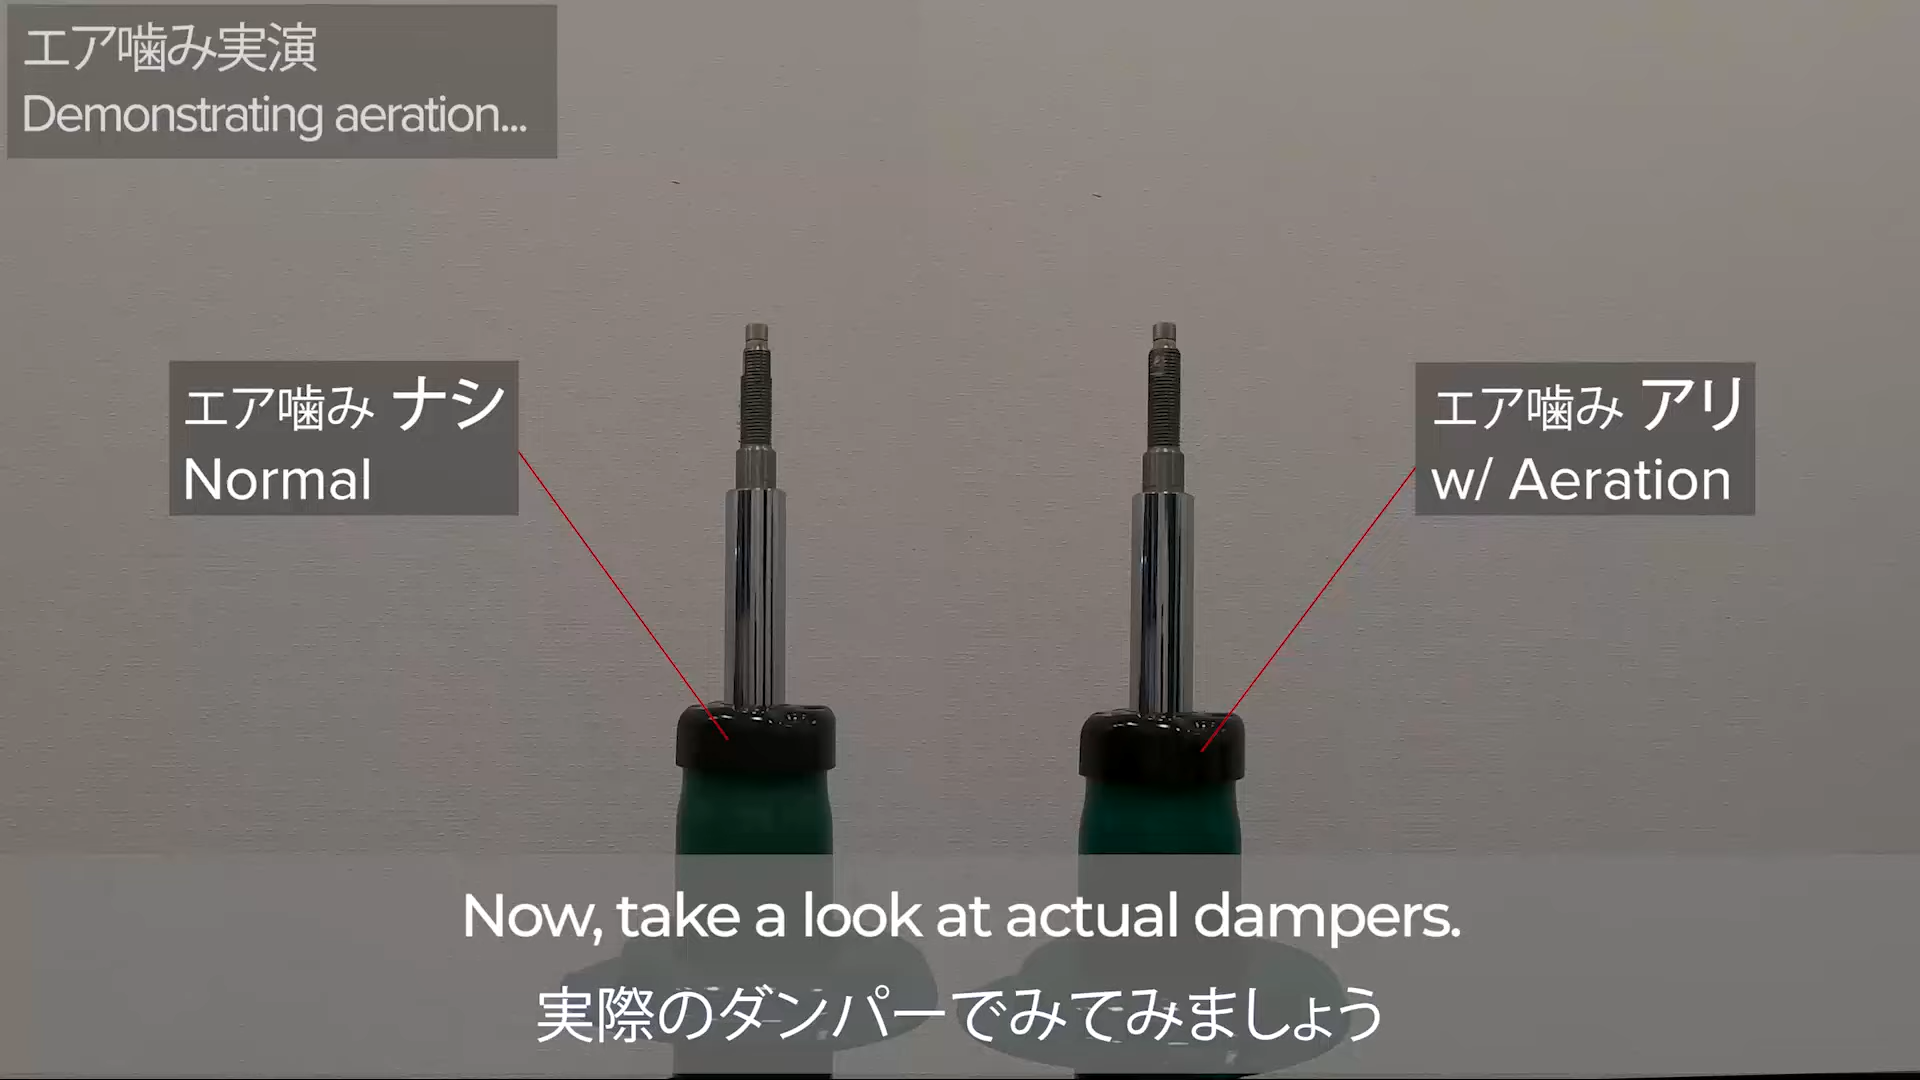 エア噛み実演
Demonstrating aeration...
エア噛み ナシ
Normal
エア噛み アリ
w/ Aeration
Now, take a look at actual dampers.
実際のダンパーでみてみましょう